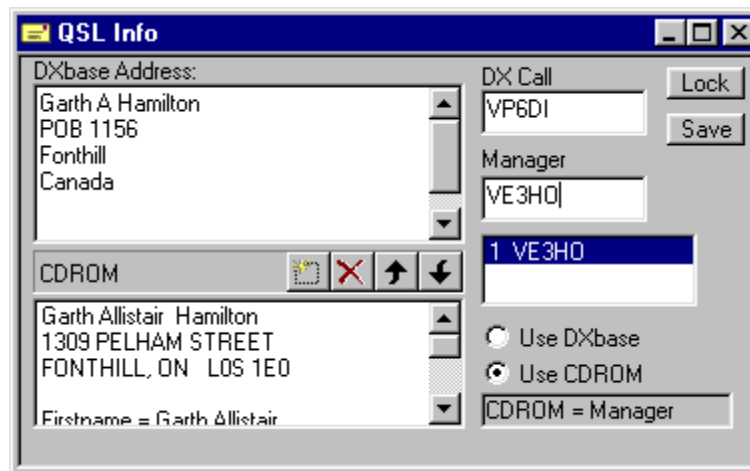 QSL Info
DXbase Address:
Garth A Hamilton
POB 1156
Fonthill
Canada
CDROM
Garth Allistair Hamilton
1309 PELHAM STREET
FONTHILL, ON L0S 1E0
Firstname = Garth Allistair
DX Call
VP6DI
Manager
VE3HO
1 VE3HO
Use DXbase
Use CDROM
CDROM = Manager
Lock
Save